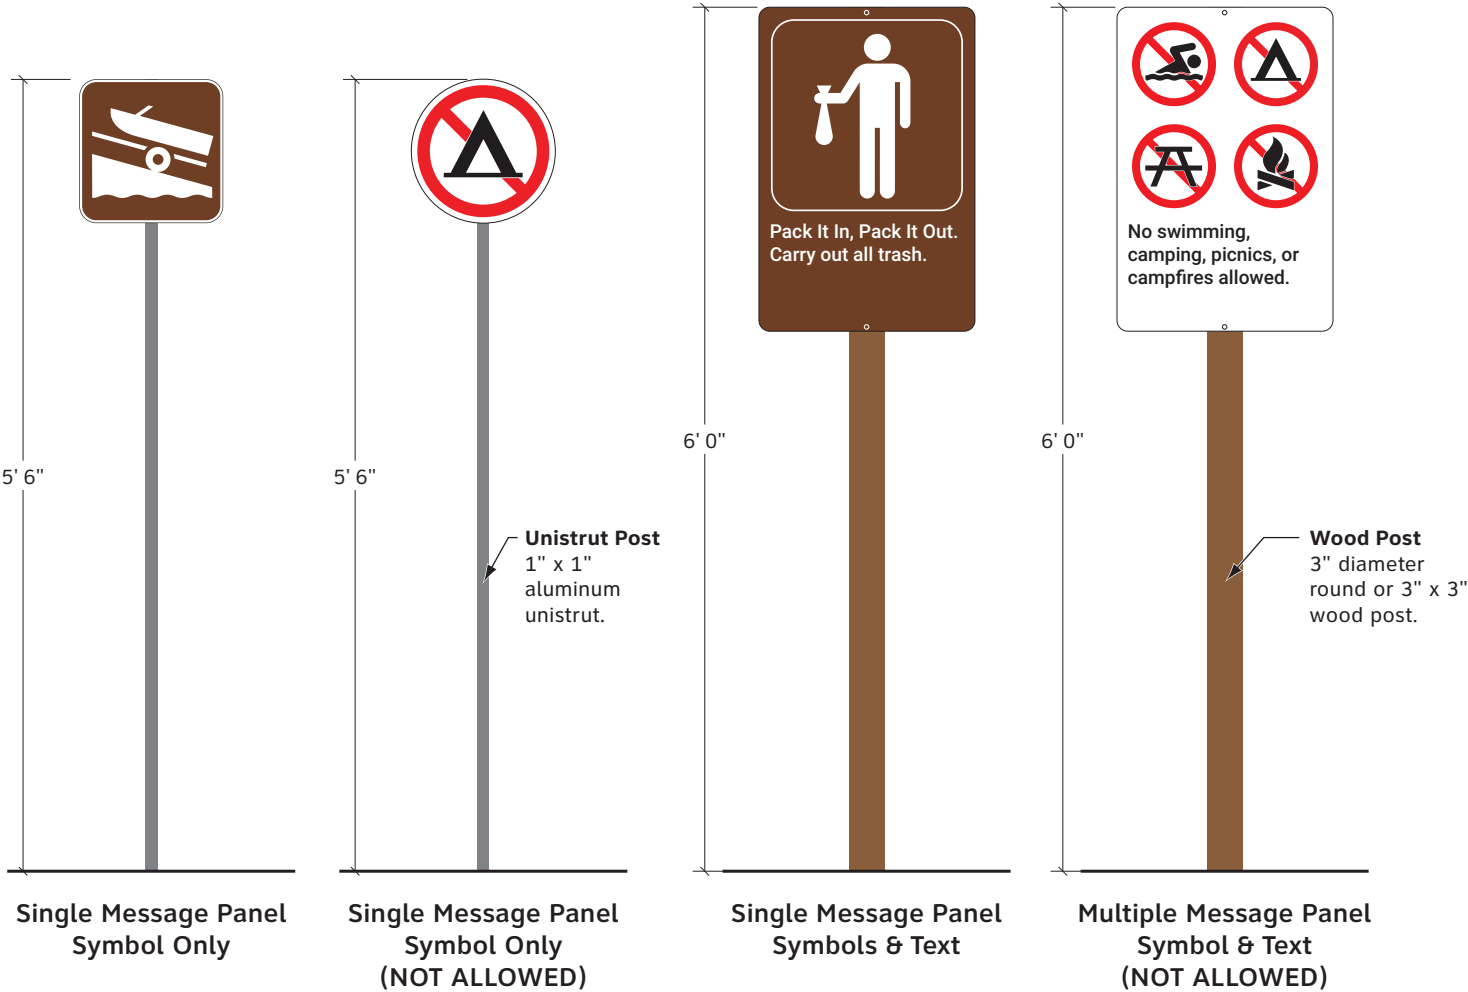 5' 6"
Single Message Panel
Symbol Only
5' 6"
Unistrut Post
1" x 1"
aluminum
unistrut.
Single Message Panel
Symbol Only
(NOT ALLOWED)
6' 0"
Pack It In, Pack It Out.
Carry out all trash.
Single Message Panel
Symbols & Text
6' 0"
No swimming,
camping, picnics, or
campfires allowed.
Wood Post
3" diameter
round or 3" x 3"
wood post.
Multiple Message Panel
Symbol & Text
(NOT ALLOWED)